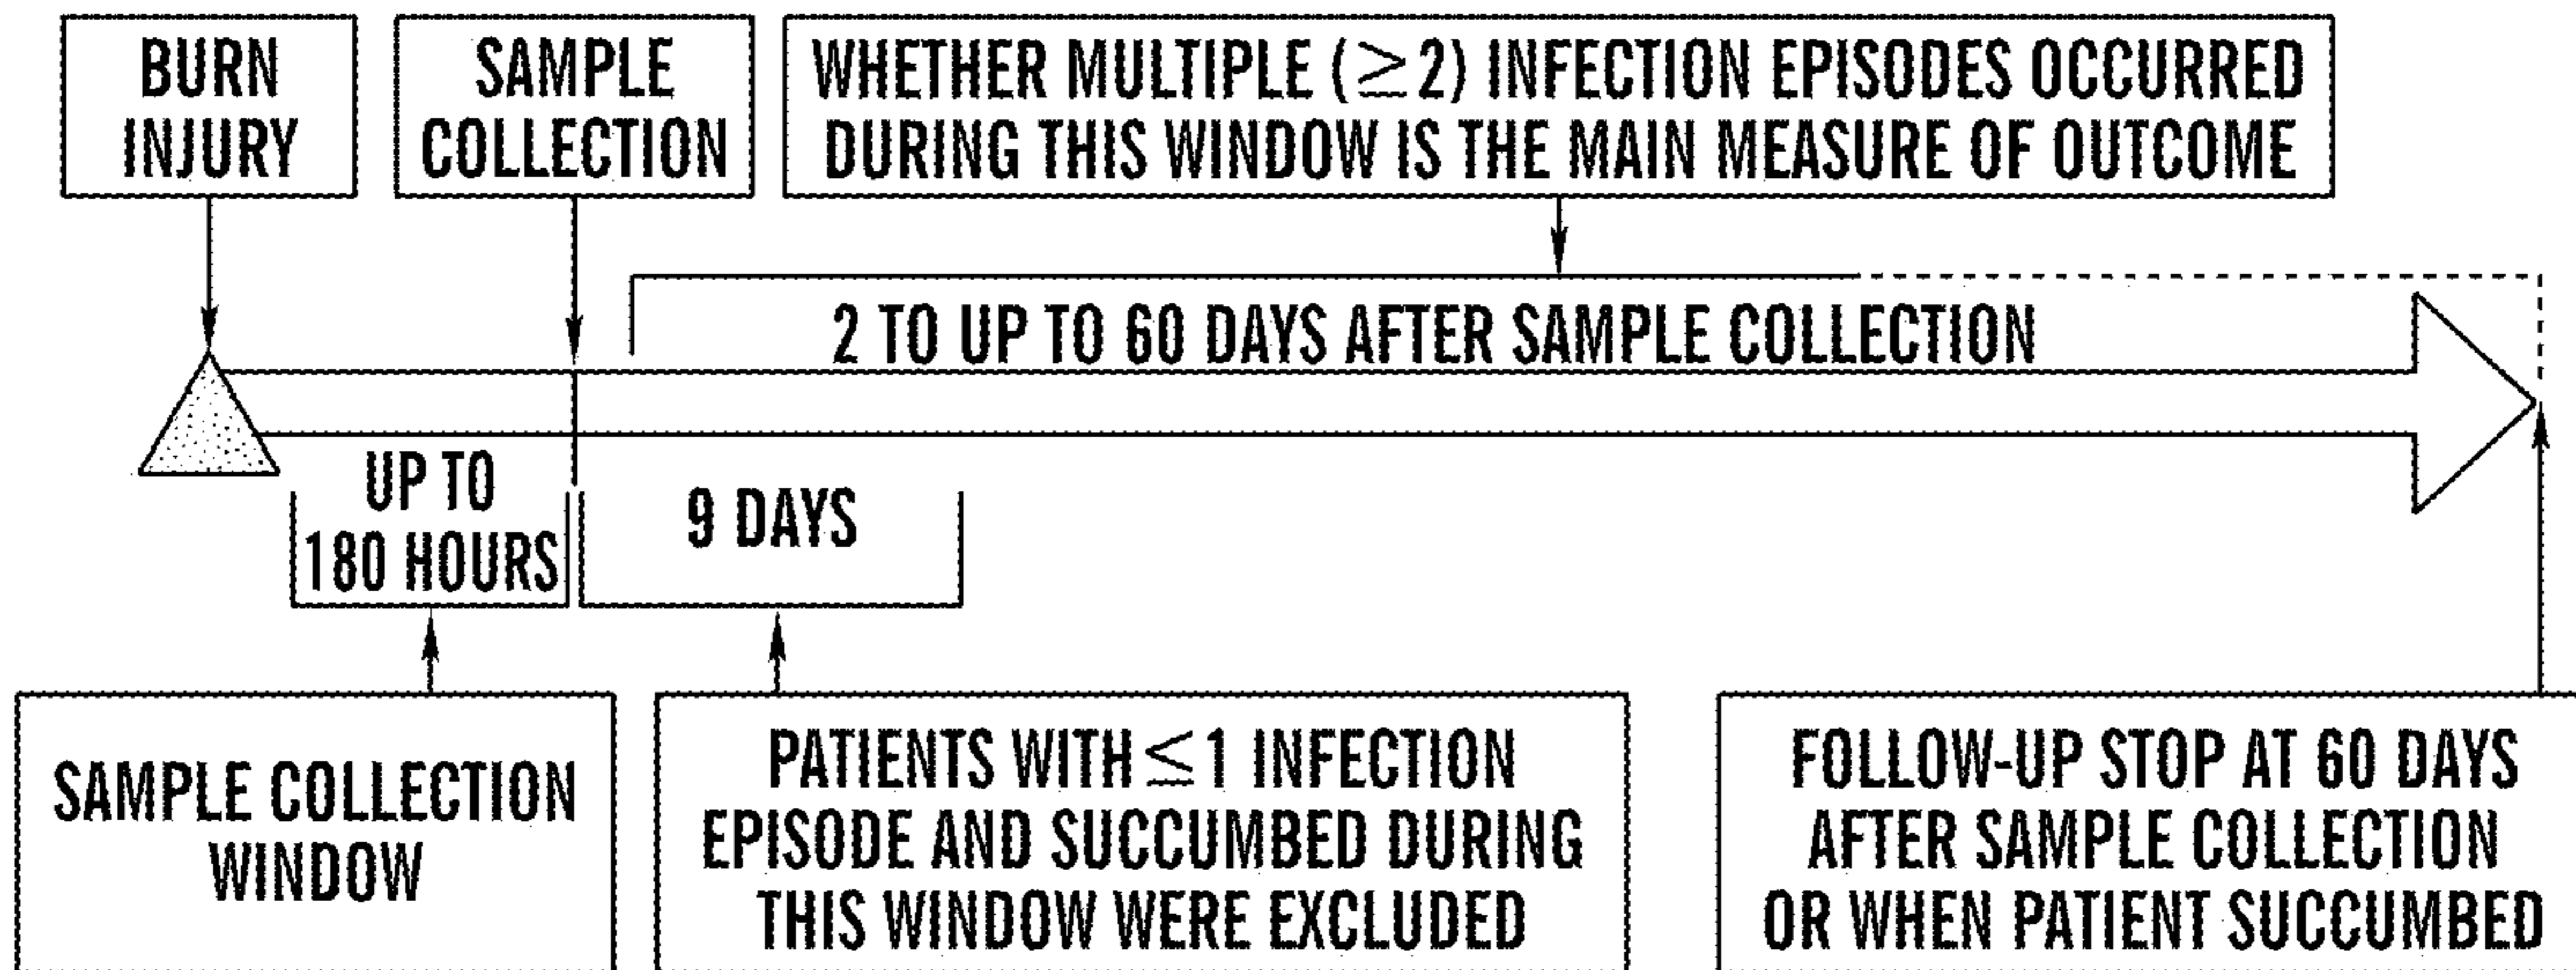 BURN
INJURY
SAMPLE
COLLECTION
WHETHER MULTIPLE (≧2) INFECTION EPISODES OCCURRED
DURING THIS WINDOW IS THE MAIN MEASURE OF OUTCOME
2 TO UP TO 60 DAYS AFTER SAMPLE COLLECTION
UP TO
180 HOURS
9 DAYS
SAMPLE COLLECTION
WINDOW
PATIENTS WITH ≦1 INFECTION
EPISODE AND SUCCUMBED DURING
THIS WINDOW WERE EXCLUDED
FOLLOW-UP STOP AT 60 DAYS
AFTER SAMPLE COLLECTION
OR WHEN PATIENT SUCCUMBED